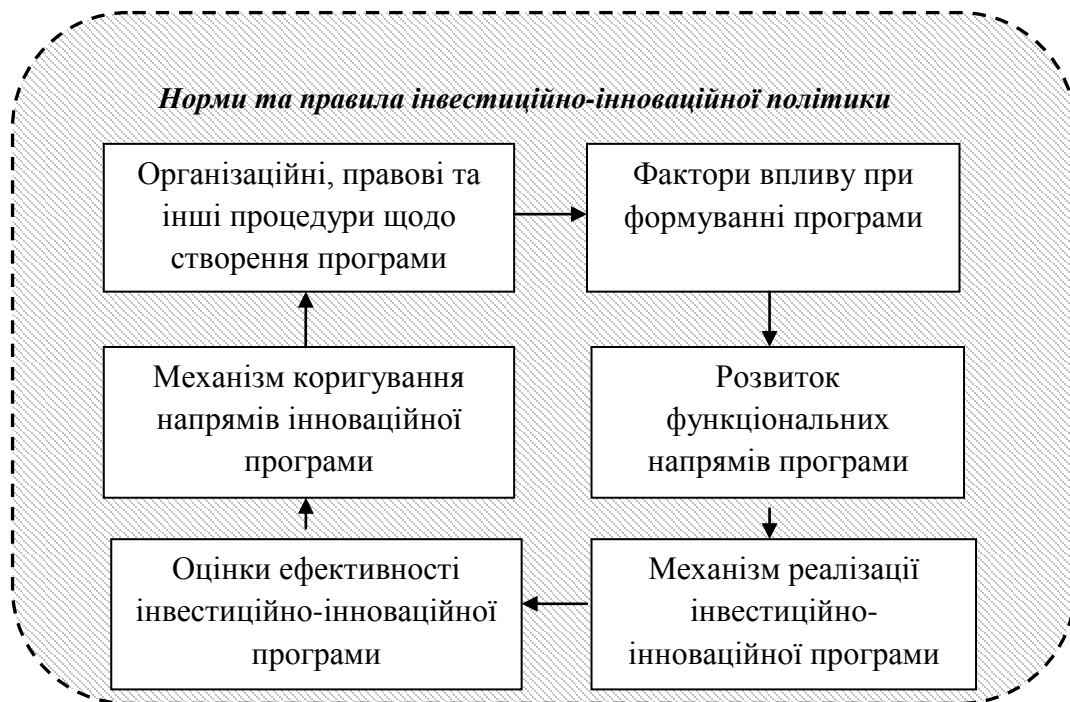 Норми та правила інвестиційно-інноваційної політики
Організаційні, правові та
інші процедури щодо
створення програми
Фактори впливу при
формуванні програми
Механізм коригування
напрямів інноваційної
програми
Розвиток
функціональних
напрямів програми
Оцінки ефективності
інвестиційно-інноваційної
програми
Механізм реалізації
інвестиційно-
інноваційної програми